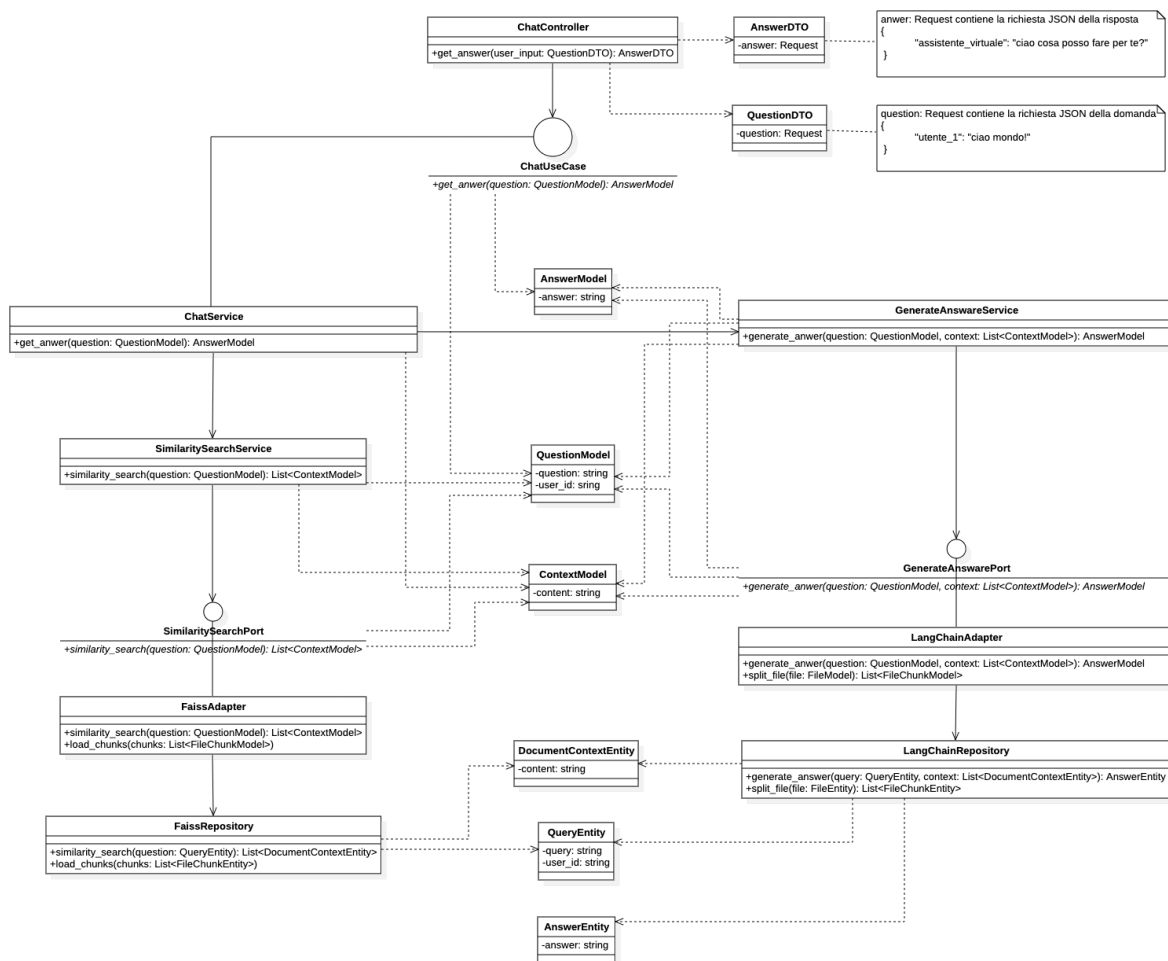 ChatController
+get_answer(user_input: QuestionDTO): AnswerDTO
AnswerDTO
-answer: Request
anwer: Request contiene la richiesta JSON della risposta
{
"assistente_virtuale": "ciao cosa posso fare per te?"
}
QuestionDTO
-question: Request
question: Request contiene la richiesta JSON della domanda
{
"utente_1": "ciao mondo!"
}
ChatUseCase
+get_anwer(question: QuestionModel): AnswerModel
AnswerModel
-answer: string
ChatService
+get_anwer(question: QuestionModel): AnswerModel
GenerateAnswareService
+generate_anwer(question: QuestionModel, context: List<ContextModel>): AnswerModel
SimilaritySearchService
+similarity_search(question: QuestionModel): List<ContextModel>
QuestionModel
-question: string
-user_id: sring
ContextModel
-content: string
GenerateAnswarePort
+generate_anwer(question: QuestionModel, context: List<ContextModel>): AnswerModel
SimilaritySearchPort
+similarity_search(question: QuestionModel): List<ContextModel>
LangChainAdapter
+generate_anwer(question: QuestionModel, context: List<ContextModel>): AnswerModel
+split_file(file: FileModel): List<FileChunkModel>
FaissAdapter
+similarity_search(question: QuestionModel): List<ContextModel>
+load_chunks(chunks: List<FileChunkModel>)
DocumentContextEntity
-content: string
LangChainRepository
+generate_answer(query: QueryEntity, context: List<DocumentContextEntity>): AnswerEntity
+split_file(file: FileEntity): List<FileChunkEntity>
FaissRepository
+similarity_search(question: QueryEntity): List<DocumentContextEntity>
+load_chunks(chunks: List<FileChunkEntity>)
QueryEntity
-query: string
-user_id: string
AnswerEntity
-answer: string